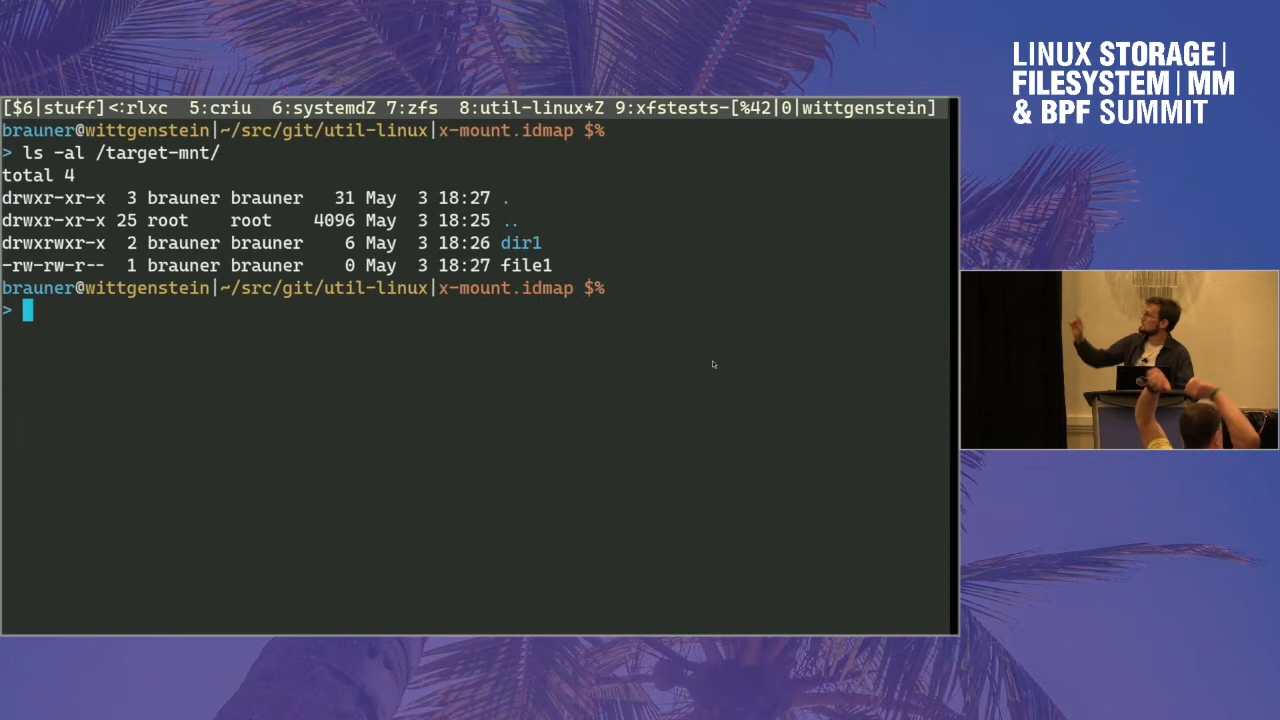 LINUX STORAGE |
FILESYSTEM | MM
& BPF SUMMIT
[$6|stuff]<:rlxc  5:criu  6:systemdZ 7:zfs  8:util-linux*Z 9:xfstests-[%42|0|wittgenstein]
brauner@wittgenstein|~/src/git/util-linux|x-mount.idmap $%
> ls -al /target-mnt/
total 4
drwxr-xr-x  3 brauner brauner   31 May  3 18:27 .
drwxr-xr-x 25 root    root    4096 May  3 18:25 ..
drwxrwxr-x  2 brauner brauner    6 May  3 18:26 dir1
-rw-rw-r--  1 brauner brauner    0 May  3 18:27 file1
brauner@wittgenstein|~/src/git/util-linux|x-mount.idmap $%
>